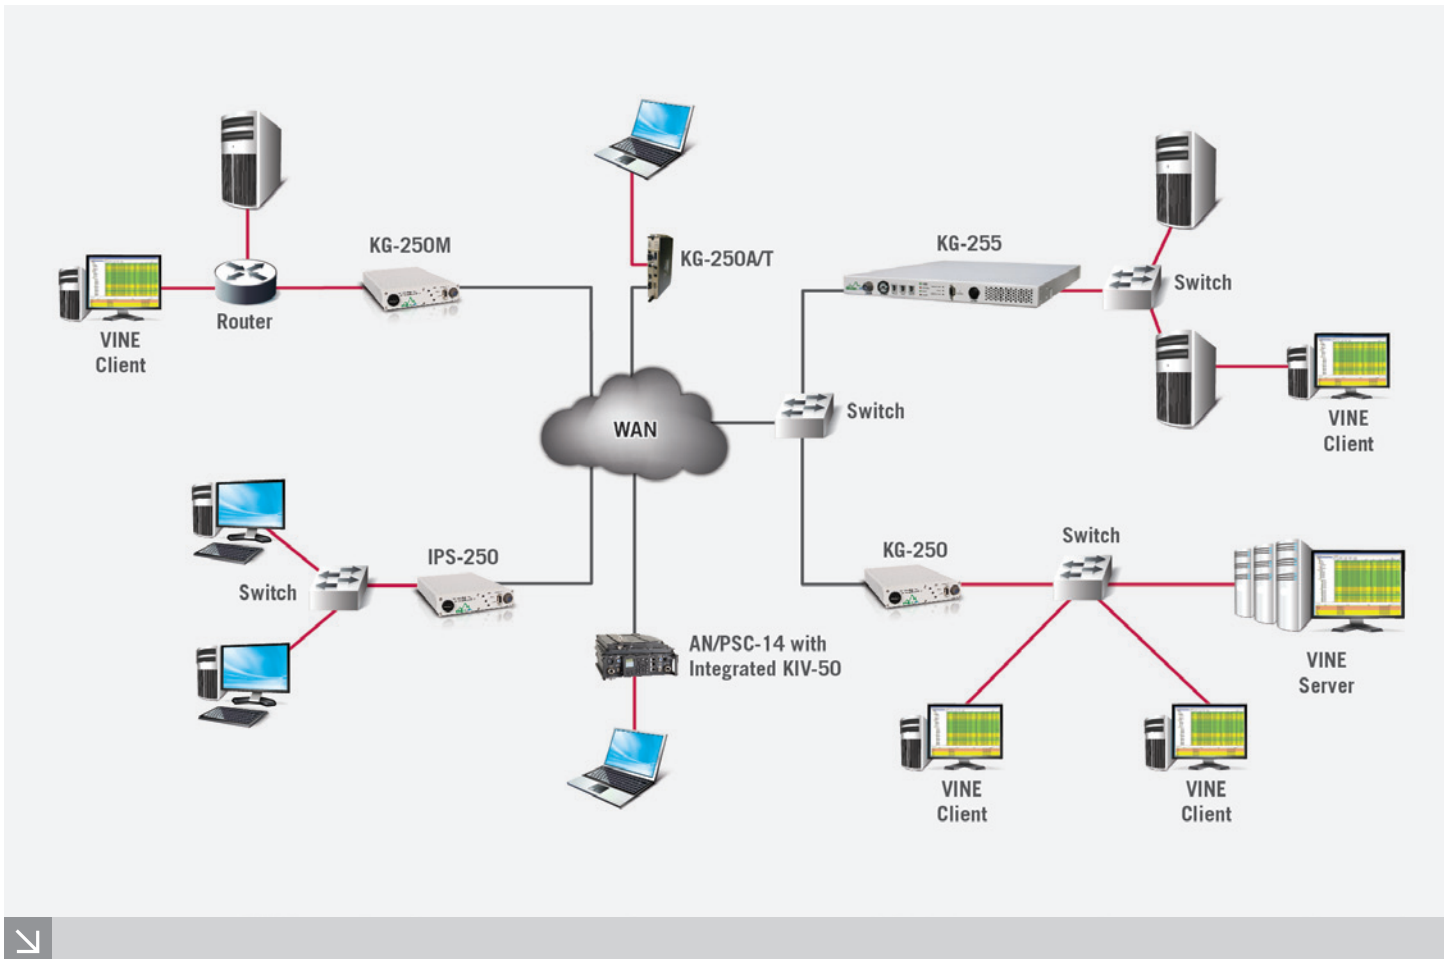 KG-250M
KG-250A/T
KG-255
Switch
Router
VINE
Client
WAN
Switch
VINE
Client
IPS-250
Switch
KG-250
Switch
AN/PSC-14 with
Integrated KIV-50
VINE
Server
VINE
Client
VINE
Client